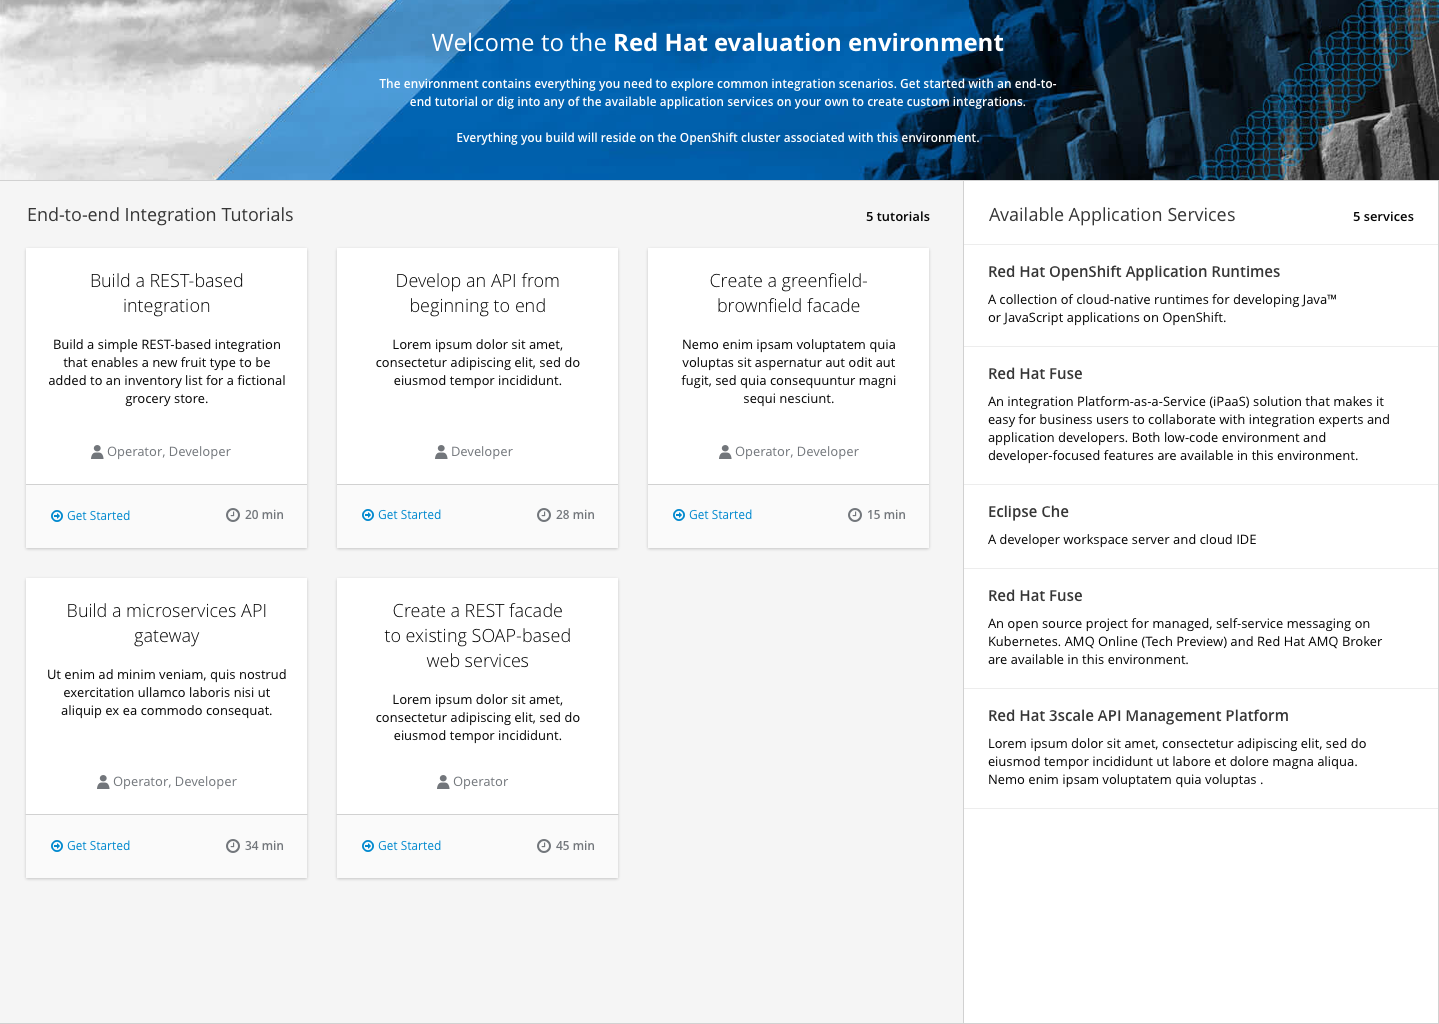 Welcome to the Red Hat evaluation environment
The environment contains everything you need to explore common integration scenarios. Get started with an end-to-
end tutorial or dig into any of the available application services on your own to create custom integrations.
Everything you build will reside on the OpenShift cluster associated with this environment.
End-to-end Integration Tutorials
5 tutorials
Build a REST-based
integration
Build a simple REST-based integration
that enables a new fruit type to be
added to an inventory list for a fictional
grocery store.
Operator, Developer
Get Started
20 min
Develop an API from
beginning to end
Lorem ipsum dolor sit amet,
consectetur adipiscing elit, sed do
eiusmod tempor incididunt.
Developer
Get Started
28 min
Create a greenfield-
brownfield facade
Nemo enim ipsam voluptatem quia
voluptas sit aspernatur aut odit aut
fugit, sed quia consequuntur magni
sequi nesciunt.
Operator, Developer
Get Started
15 min
Build a microservices API
gateway
Ut enim ad minim veniam, quis nostrud
exercitation ullamco laboris nisi ut
aliquip ex ea commodo consequat.
Operator, Developer
Get Started
34 min
Create a REST facade
to existing SOAP-based
web services
Lorem ipsum dolor sit amet,
consectetur adipiscing elit, sed do
eiusmod tempor incididunt.
Operator
Get Started
45 min
Available Application Services
5 services
Red Hat OpenShift Application Runtimes
A collection of cloud-native runtimes for developing Java™
or JavaScript applications on OpenShift.
Red Hat Fuse
An integration Platform-as-a-Service (iPaaS) solution that makes it
easy for business users to collaborate with integration experts and
application developers. Both low-code environment and
developer-focused features are available in this environment.
Eclipse Che
A developer workspace server and cloud IDE
Red Hat Fuse
An open source project for managed, self-service messaging on
Kubernetes. AMQ Online (Tech Preview) and Red Hat AMQ Broker
are available in this environment.
Red Hat 3scale API Management Platform
Lorem ipsum dolor sit amet, consectetur adipiscing elit, sed do
eiusmod tempor incididunt ut labore et dolore magna aliqua.
Nemo enim ipsam voluptatem quia voluptas .